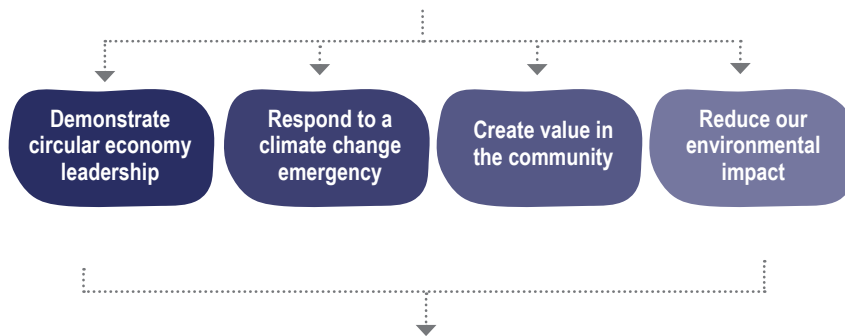 Demonstrate
circular economy
leadership
Respond to a
climate change
emergency
Create value in
the community
Reduce our
environmental
impact